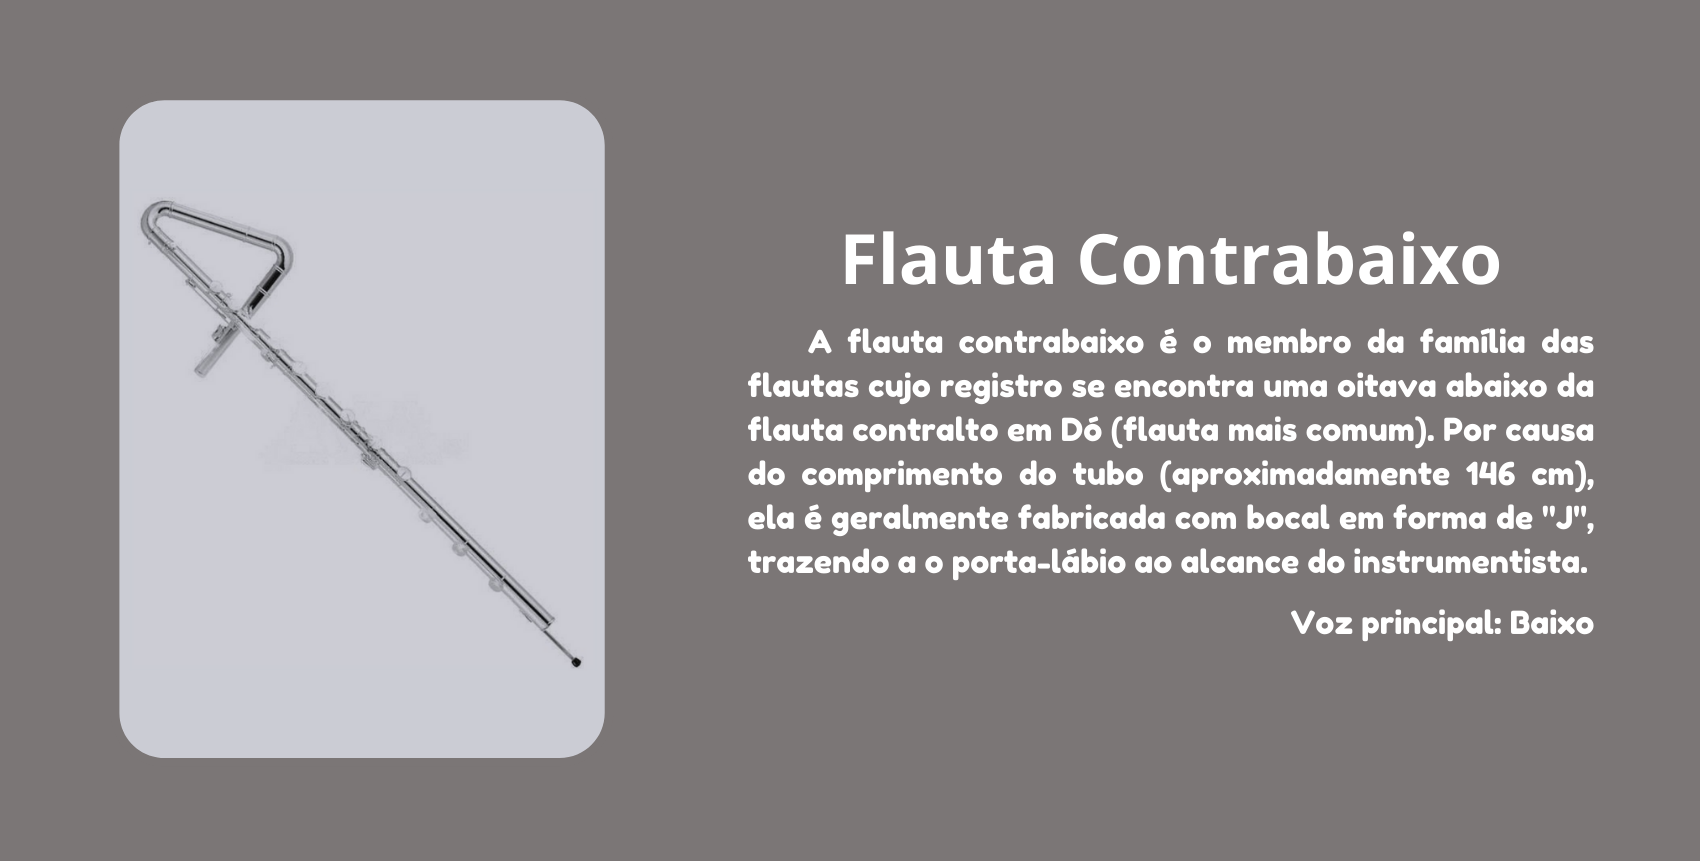 Flauta Contrabaixo
A flauta contrabaixo é o membro da família das
flautas cujo registro se encontra uma oitava abaixo da
flauta contralto em Dó (flauta mais comum). Por causa
do comprimento do tubo (aproximadamente 146 cm),
ela é geralmente fabricada com bocal em forma de "J",
trazendo a o porta-lábio ao alcance do instrumentista.
Voz principal: Baixo